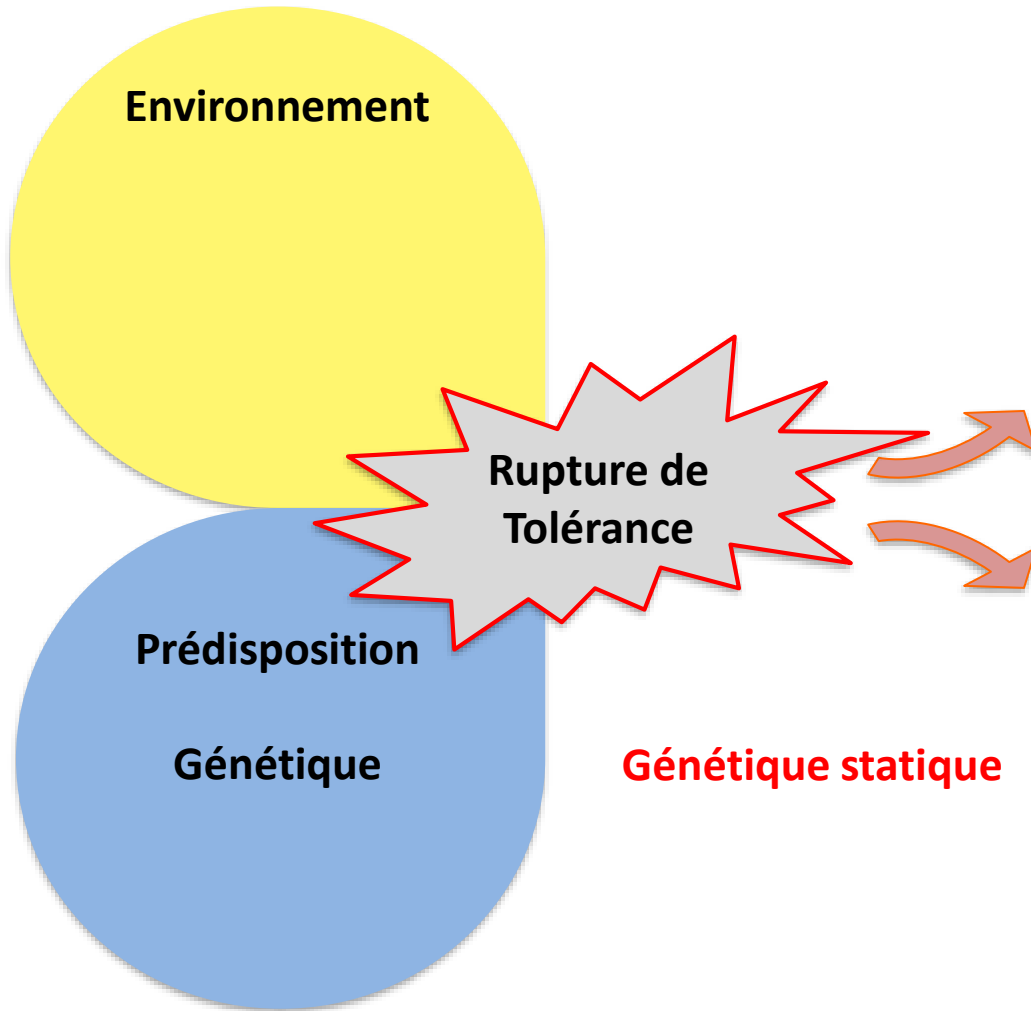 Environnement
Rupture de
Tolérance
Prédisposition
Génétique
Génétique statique